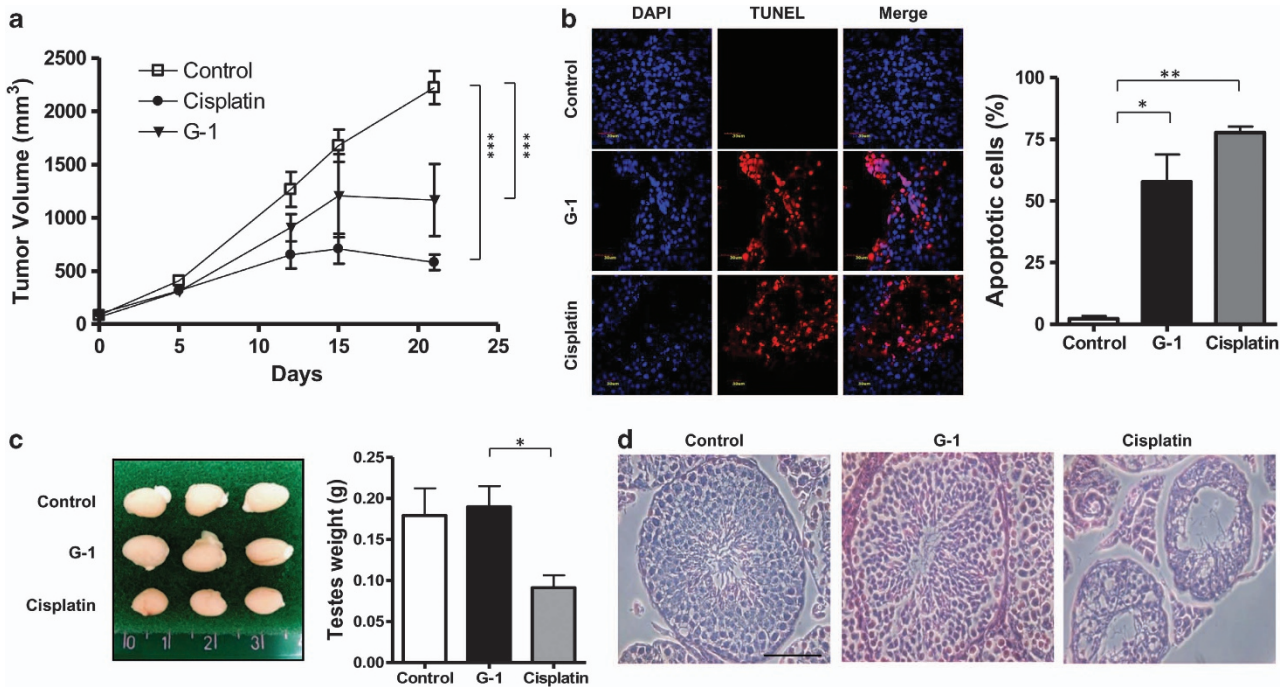 a
2500
2000
1500
1000
500
0
Tumor Volume (mm³)
Control
Cisplatin
G-1
***
***
0
5
10
15
20
25
Days
b
DAPI
TUNEL
Merge
Control
G-1
Cisplatin
100
75
50
25
0
Apoptotic cells (%)
**
*
Control
G-1
Cisplatin
c
Control
G-1
Cisplatin
0
1
2
3
0.25
0.20
0.15
0.10
0.05
0.00
Testes weight (g)
*
Control
G-1
Cisplatin
d
Control
G-1
Cisplatin